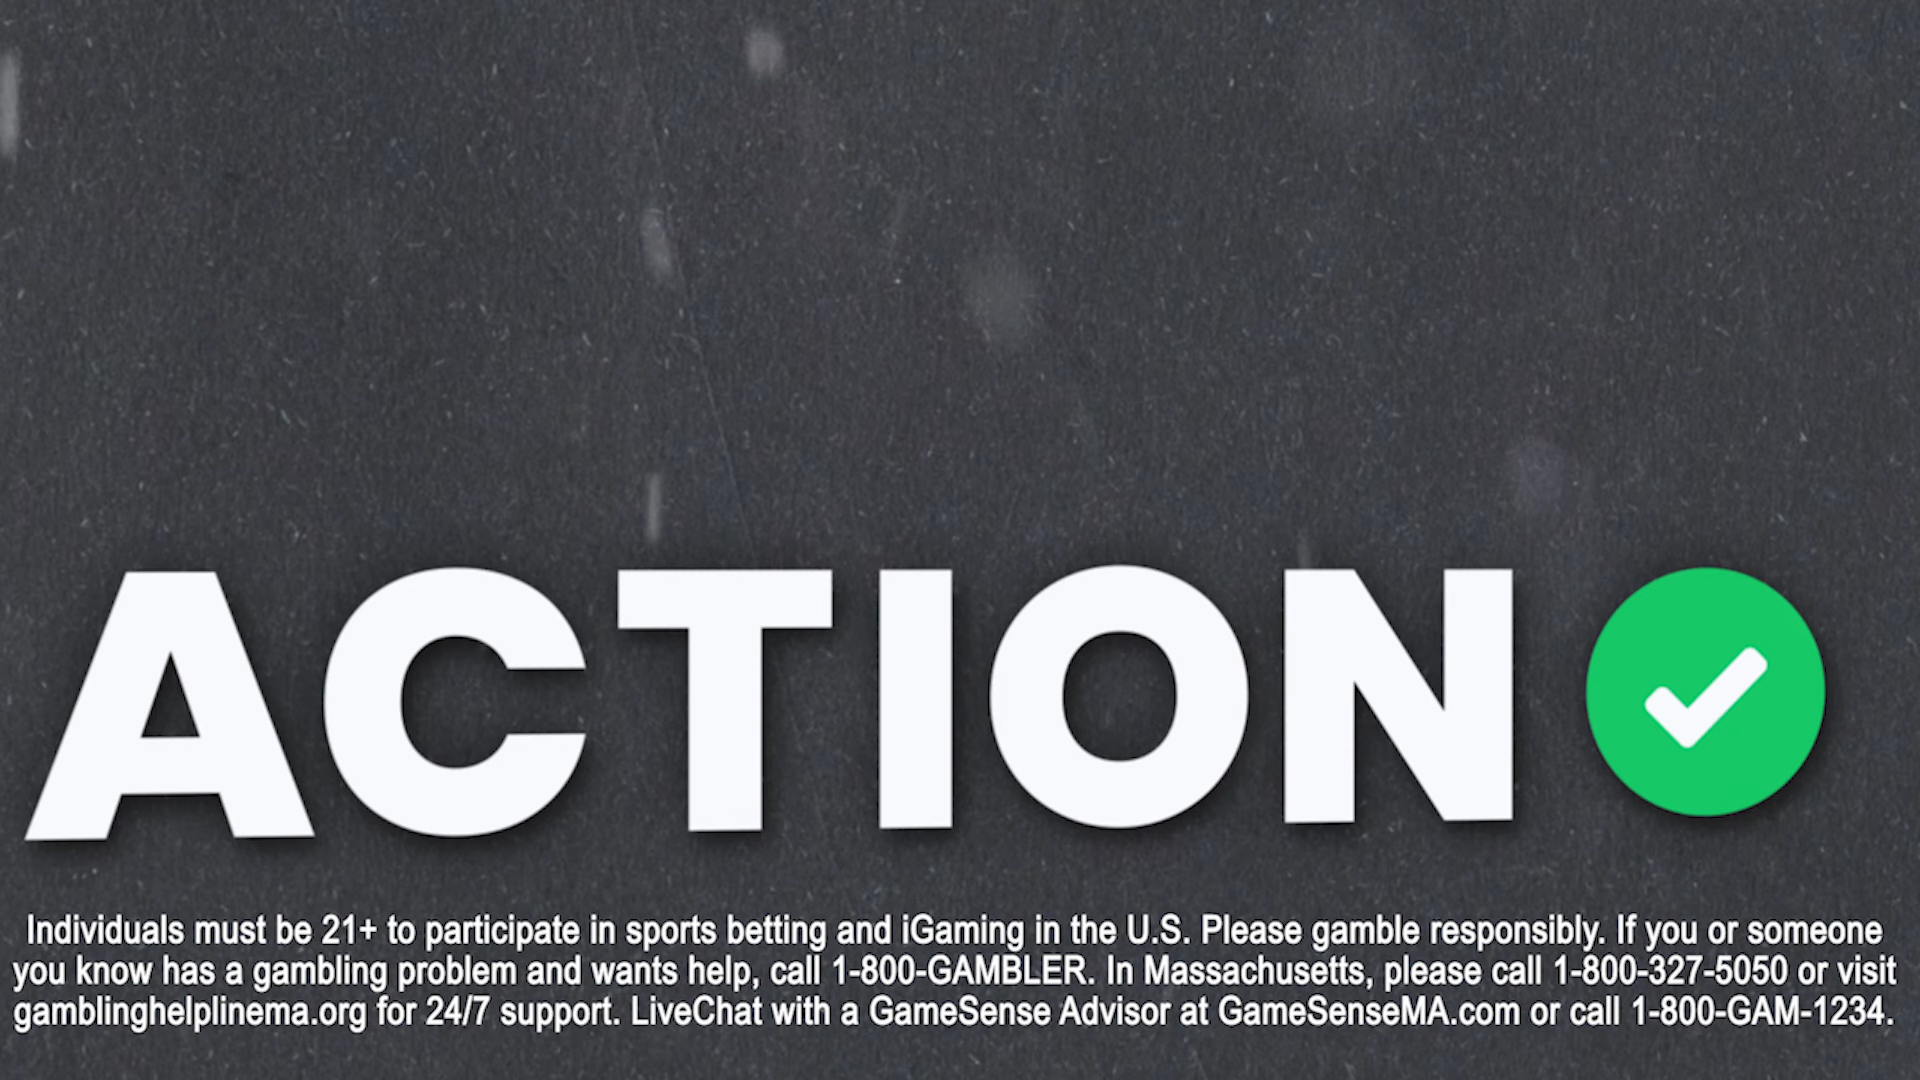 ACTION
Individuals must be 21+ to participate in sports betting and iGaming in the U.S. Please gamble responsibly. If you or someone
you know has a gambling problem and wants help, call 1-800-GAMBLER. In Massachusetts, please call 1-800-327-5050 or visit
gamblinghelplinema.org for 24/7 support. LiveChat with a GameSense Advisor at GameSenseMA.com or call 1-800-GAM-1234.